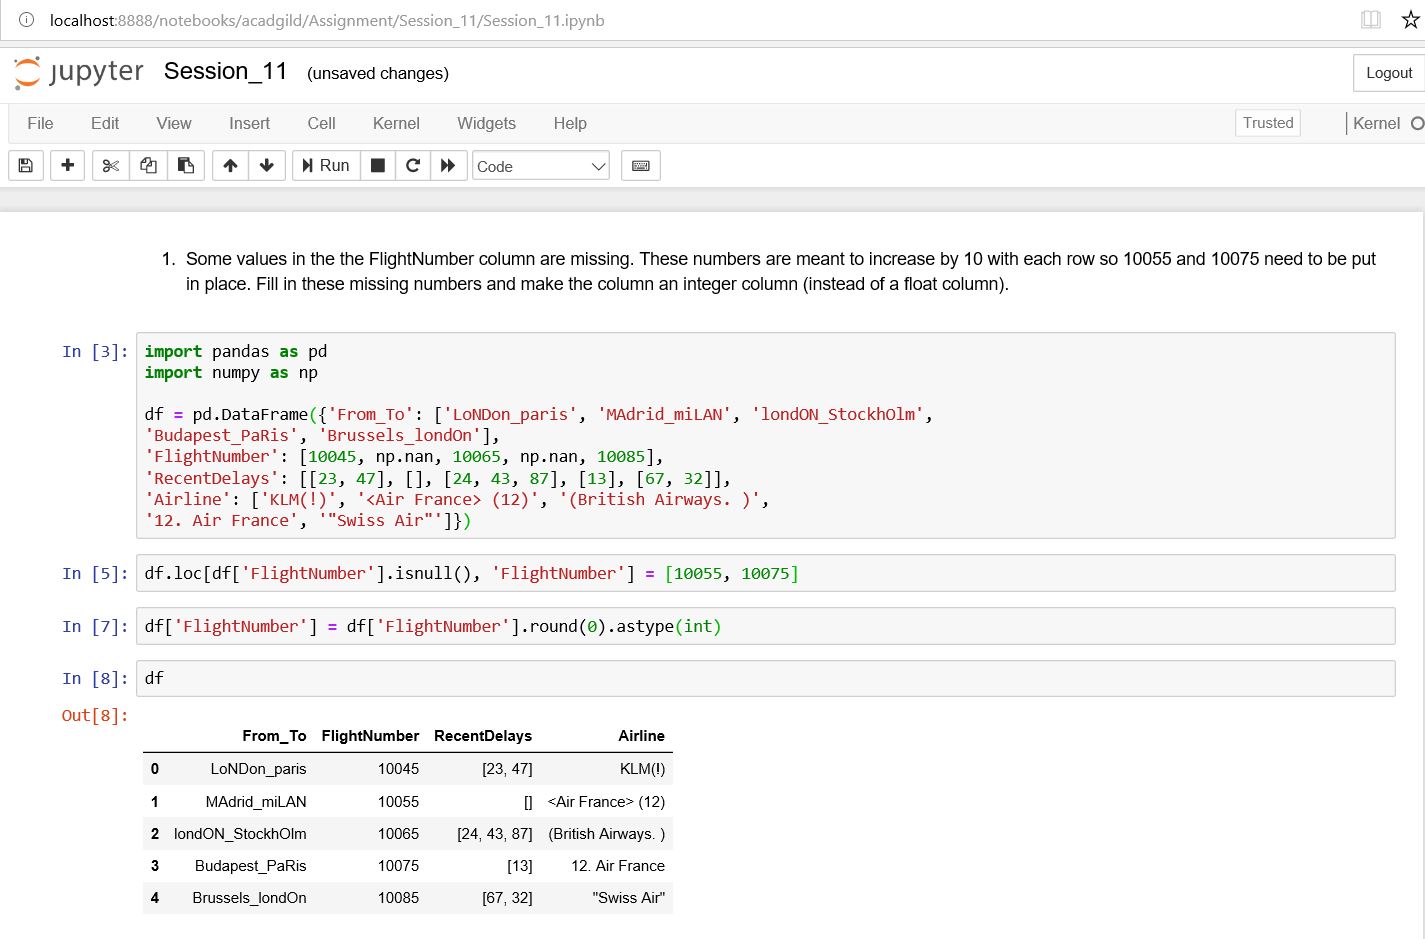 localhost:8888/notebooks/acadgild/Assignment/Session_11/Session_11.ipynb
jupyter Session_11 (unsaved changes) Logout
File Edit View Insert Cell Kernel Widgets Help Trusted Kernel
Run Code
1. Some values in the the FlightNumber column are missing. These numbers are meant to increase by 10 with each row so 10055 and 10075 need to be put
in place. Fill in these missing numbers and make the column an integer column (instead of a float column).
In [3]: import pandas as pd
import numpy as np
df = pd.DataFrame({'From_To': ['LoNDon_paris', 'MAdrid_miLAN', 'londON_StockhOlm',
'Budapest_PaRis', 'Brussels_londOn'],
'FlightNumber': [10045, np.nan, 10065, np.nan, 10085],
'RecentDelays': [[23, 47], [], [24, 43, 87], [13], [67, 32]],
'Airline': ['KLM(!)', '<Air France> (12)', '(British Airways. )',
'12. Air France', '"Swiss Air"']})
In [5]: df.loc[df['FlightNumber'].isnull(), 'FlightNumber'] = [10055, 10075]
In [7]: df['FlightNumber'] = df['FlightNumber'].round(0).astype(int)
In [8]: df
Out[8]:
From_To FlightNumber RecentDelays Airline
0 LoNDon_paris 10045 [23, 47] KLM(!)
1 MAdrid_miLAN 10055 [] <Air France> (12)
2 londON_StockhOlm 10065 [24, 43, 87] (British Airways. )
3 Budapest_PaRis 10075 [13] 12. Air France
4 Brussels_londOn 10085 [67, 32] "Swiss Air"